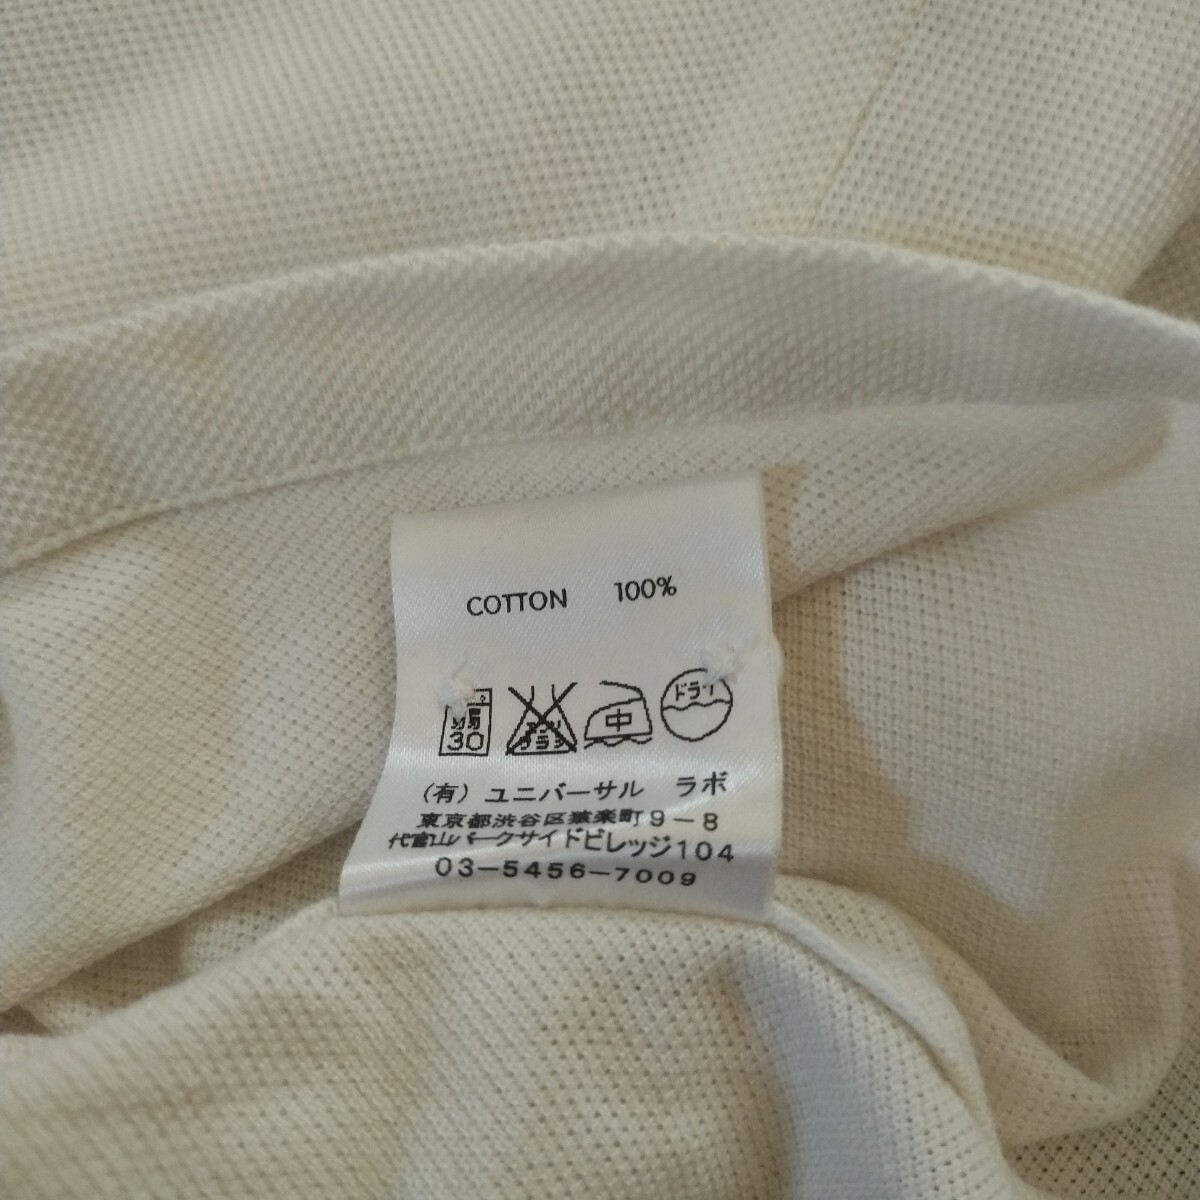 COTTON 100%
30
中
ドライ
(有) ユニバーサル ラボ
東京都渋谷区猿楽町9-8
代官山パークサイドビレッジ104
03-5456-7009